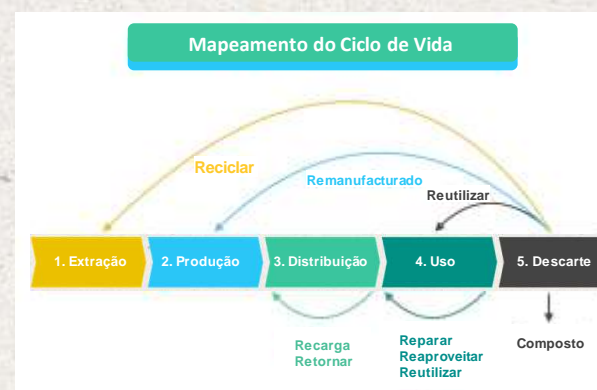 Mapeamento do Ciclo de Vida
Reciclar
Remanufacturado
Reutilizar
1. Extração
2. Produção
3. Distribuição
4. Uso
5. Descarte
Recarga
Retornar
Reparar
Reaproveitar
Reutilizar
Composto